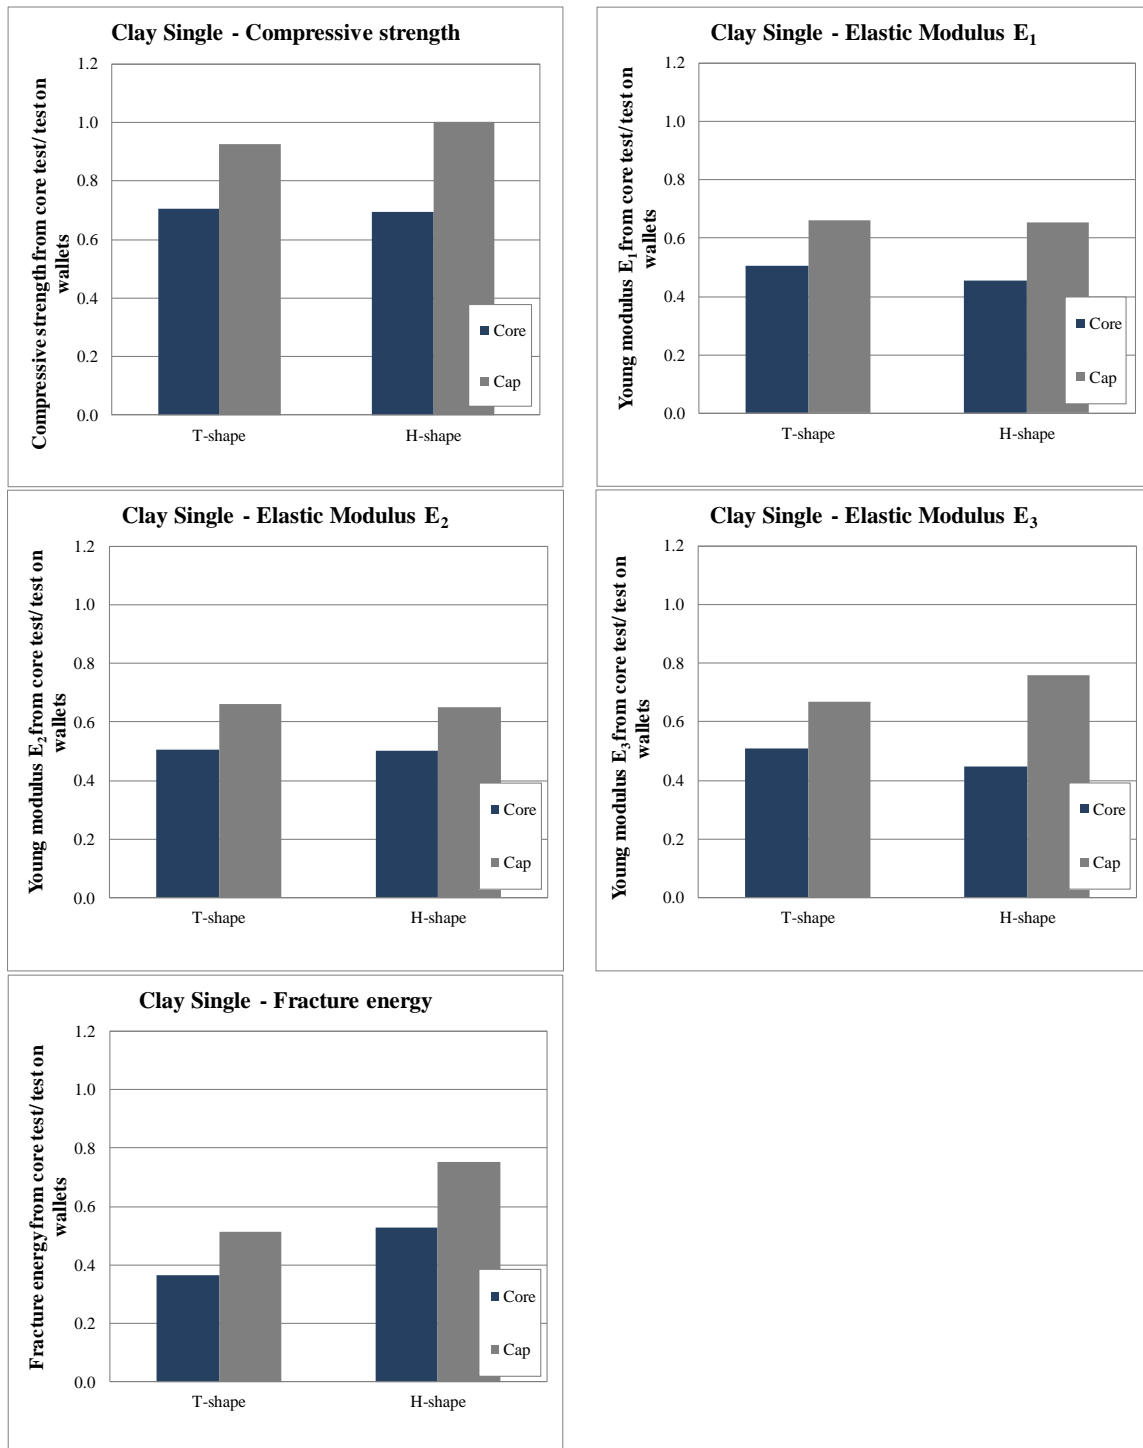 Clay Single - Compressive strength
Compressive strength from core test/ test on
wallets
1.2
1.0
0.8
0.6
0.4
0.2
0.0
T-shape
H-shape
Core
Cap
Clay Single - Elastic Modulus E1
Young modulus E1 from core test/ test on
wallets
1.2
1.0
0.8
0.6
0.4
0.2
0.0
T-shape
H-shape
Core
Cap
Clay Single - Elastic Modulus E2
Young modulus E2 from core test/ test on
wallets
1.2
1.0
0.8
0.6
0.4
0.2
0.0
T-shape
H-shape
Core
Cap
Clay Single - Elastic Modulus E3
Young modulus E3 from core test/ test on
wallets
1.2
1.0
0.8
0.6
0.4
0.2
0.0
T-shape
H-shape
Core
Cap
Clay Single - Fracture energy
Fracture energy from core test/ test on
wallets
1.2
1.0
0.8
0.6
0.4
0.2
0.0
T-shape
H-shape
Core
Cap